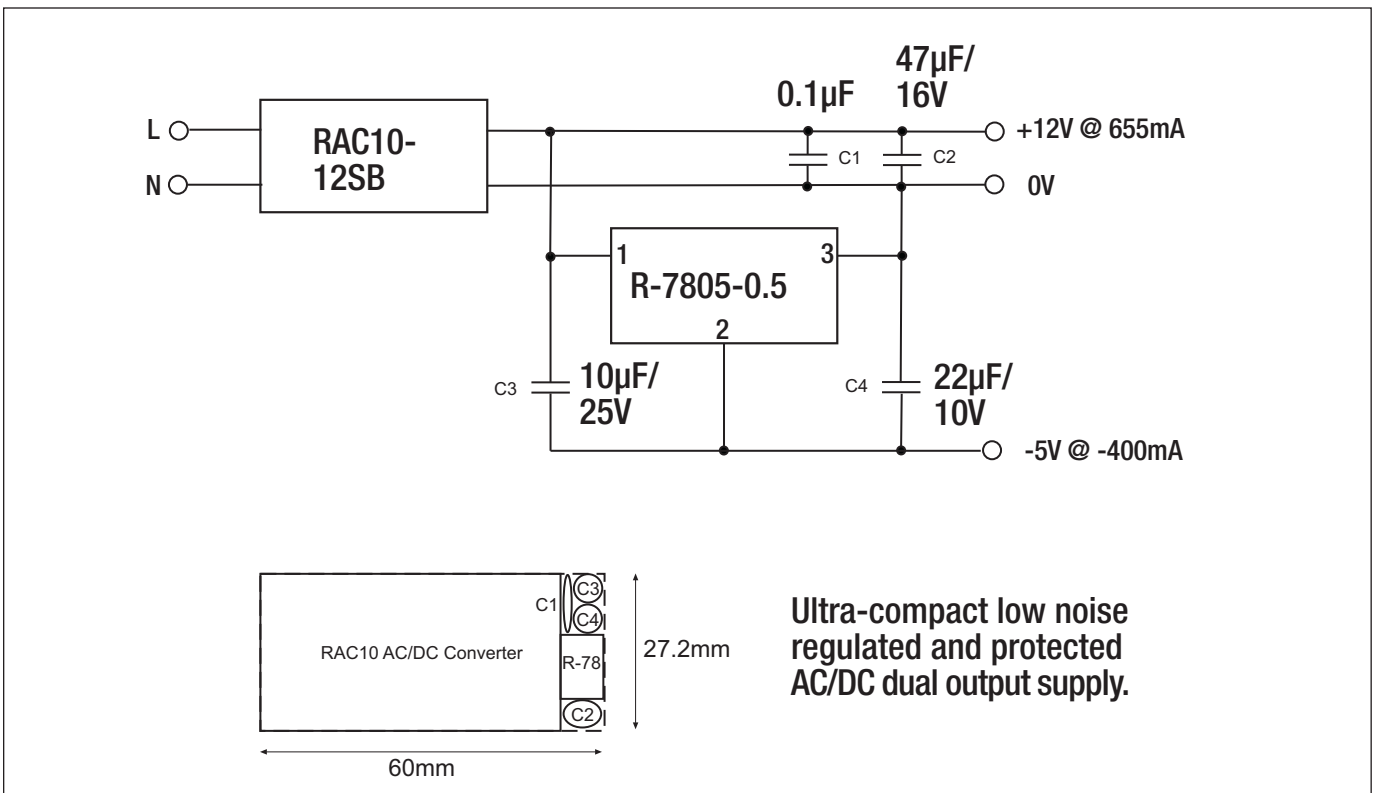 47µF/
16V
0.1µF
L
RAC10-
12SB
+12V @ 655mA
C1
C2
N
0V
1
3
R-7805-0.5
2
C3
10µF/
25V
C4
22µF/
10V
-5V @ -400mA
RAC10 AC/DC Converter
C1
C3
C4
R-78
C2
27.2mm
60mm
Ultra-compact low noise
regulated and protected
AC/DC dual output supply.